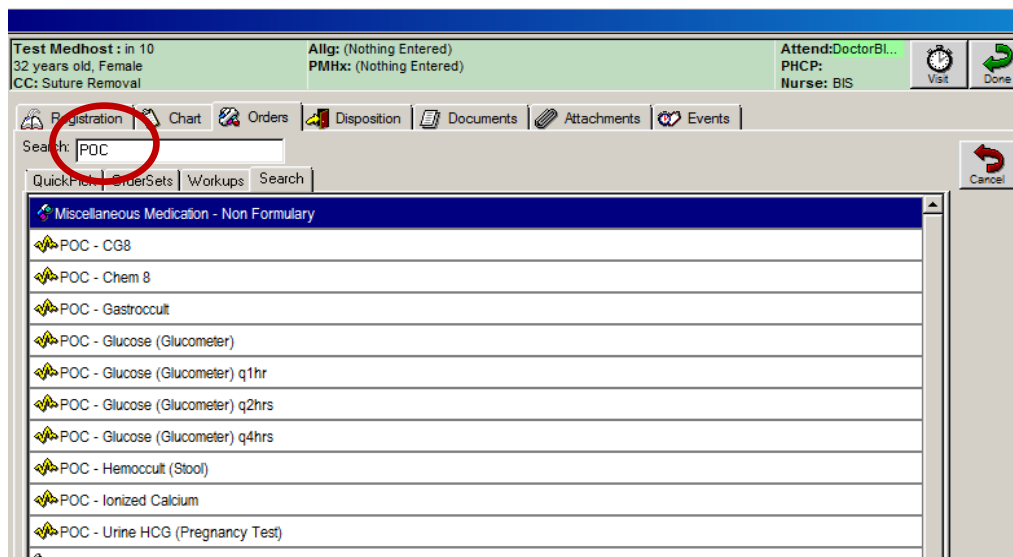 Test Medhost : in 10
32 years old, Female
CC: Suture Removal
Allg: (Nothing Entered)
PMHx: (Nothing Entered)
Attend:DoctorBl...
PHCP:
Nurse: BIS
Visit
Done
Registration Chart Orders Disposition Documents Attachments Events
Search: POC
Cancel
QuickPick OrderSets Workups Search
Miscellaneous Medication - Non Formulary
POC - CG8
POC - Chem 8
POC - Gastroccult
POC - Glucose (Glucometer)
POC - Glucose (Glucometer) q1hr
POC - Glucose (Glucometer) q2hrs
POC - Glucose (Glucometer) q4hrs
POC - Hemoccult (Stool)
POC - Ionized Calcium
POC - Urine HCG (Pregnancy Test)